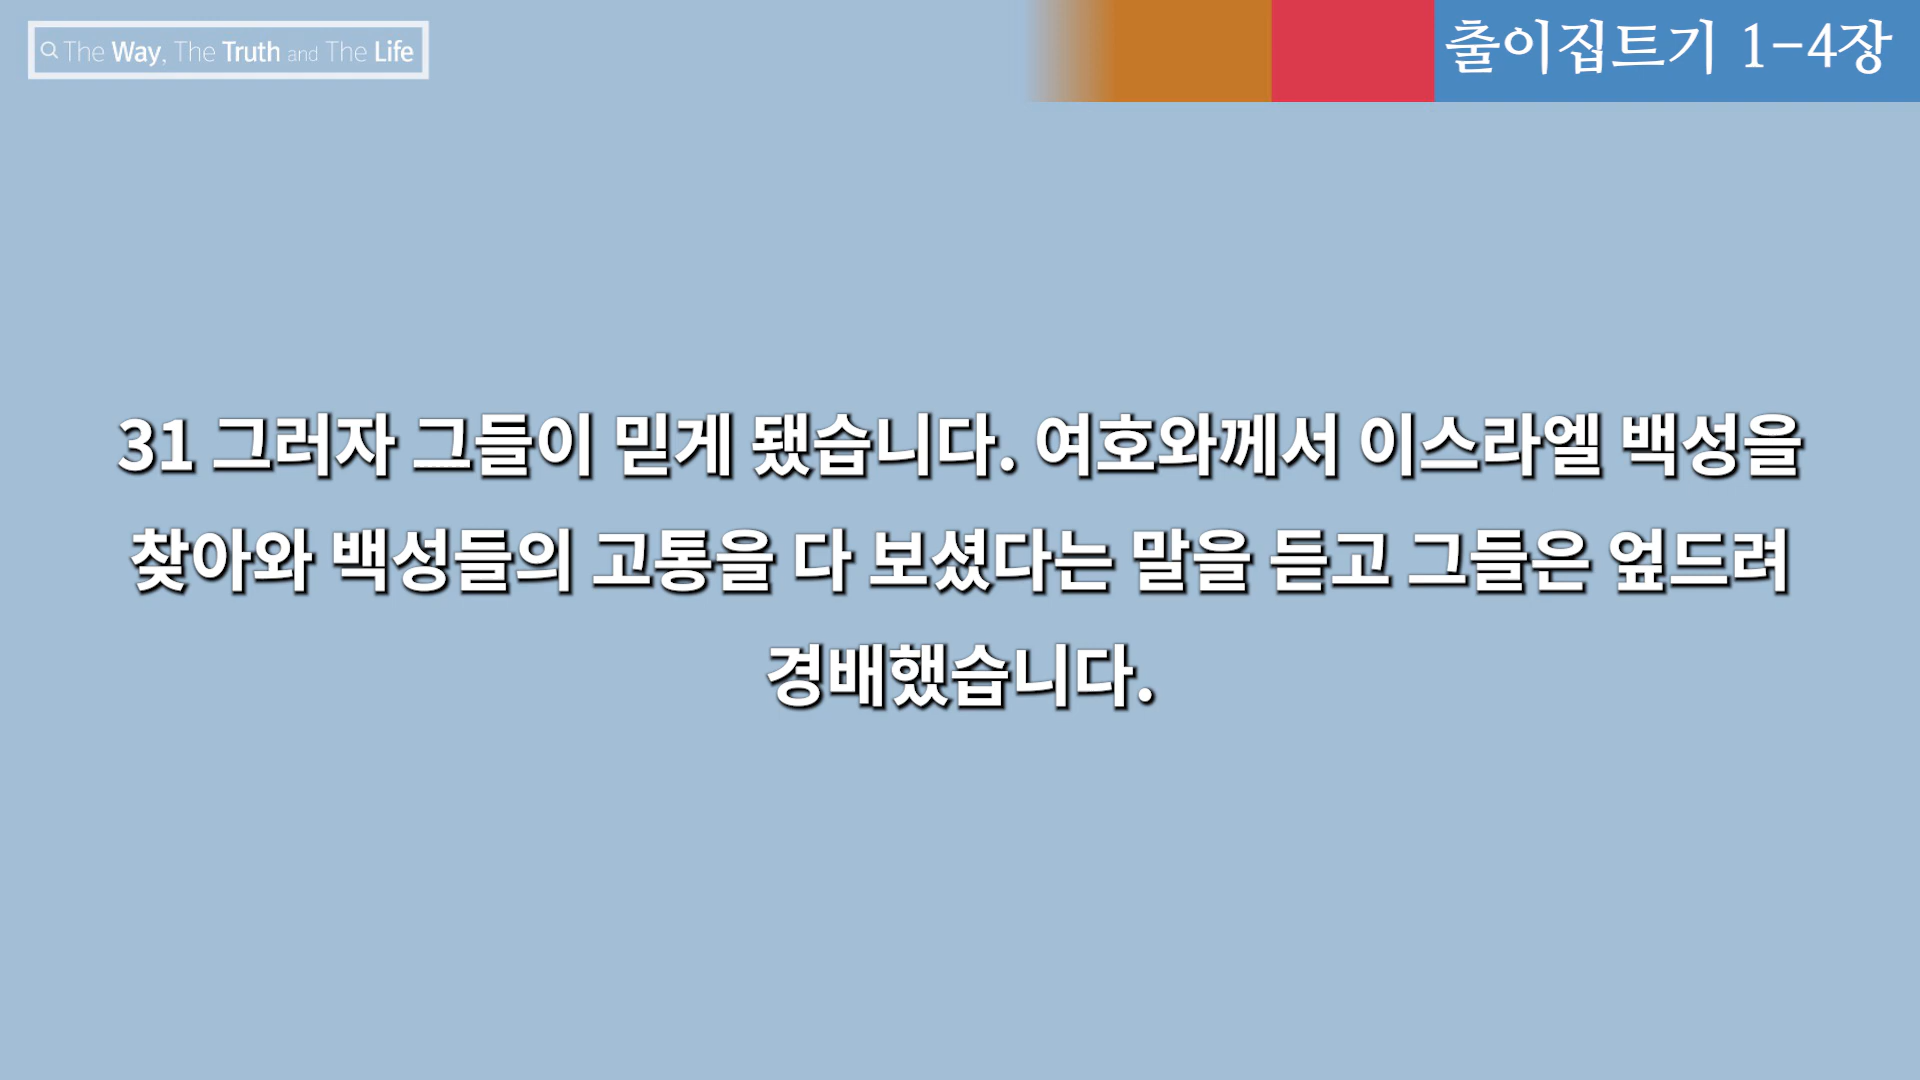 The Way, The Truth and The Life
출이집트기 1-4장
31 그러자 그들이 믿게 됐습니다. 여호와께서 이스라엘 백성을
찾아와 백성들의 고통을 다 보셨다는 말을 듣고 그들은 엎드려
경배했습니다.